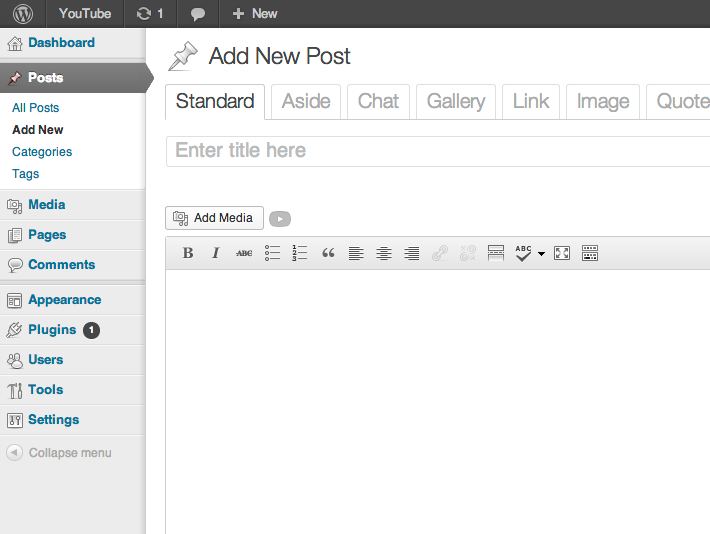 YouTube 1 New
Dashboard
Posts
All Posts
Add New
Categories
Tags
Media
Pages
Comments
Appearance
Plugins 1
Users
Tools
Settings
Collapse menu
Add New Post
Standard Aside Chat Gallery Link Image Quote
Enter title here
Add Media
B I ABC ABC